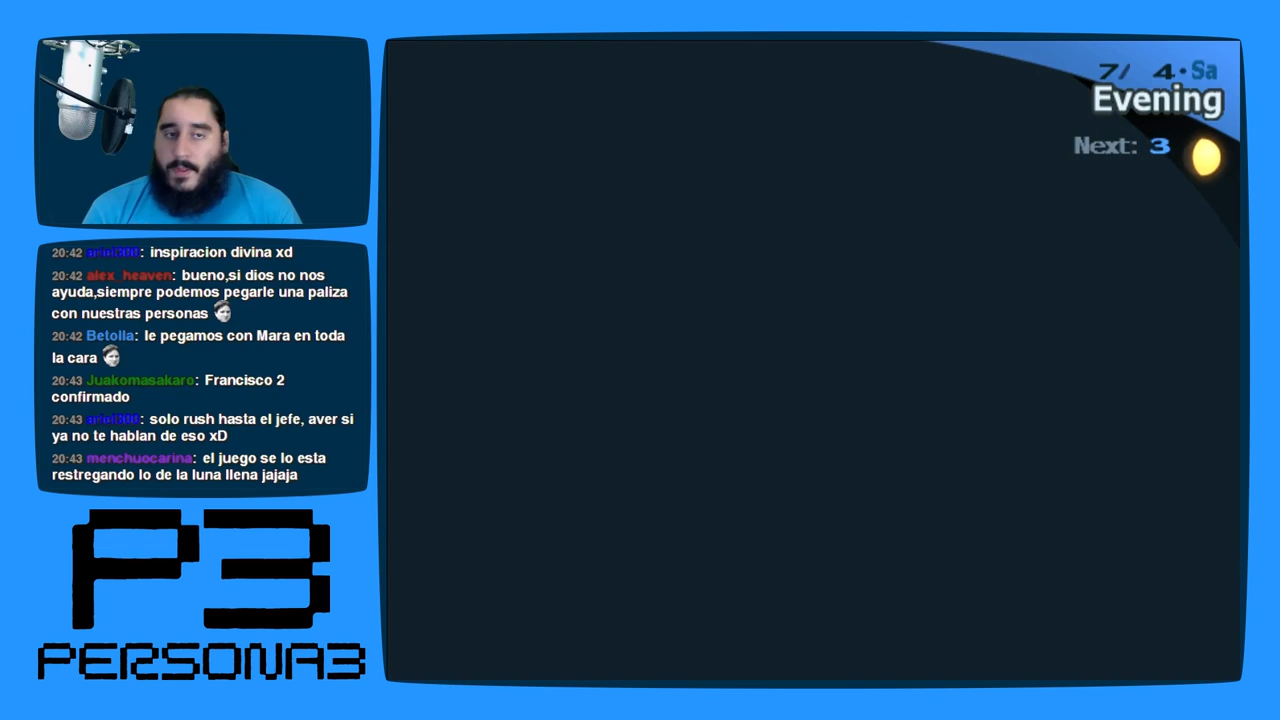 7/ 4·Sa
Evening
Next: 3
20:42 ariel380: inspiracion divina xd
20:42 alex_heaven: bueno,si dios no nos
ayuda,siempre podemos pegarle una paliza
con nuestras personas
20:42 Betolla: le pegamos con Mara en toda
la cara
20:43 Juakomasakaro: Francisco 2
confirmado
20:43 : solo rush hasta el jefe, aver si
ya no te hablan de eso xD
20:43 menchuocarina: el juego se lo esta
restregando lo de la luna llena jajaja
P3
PERSONA3